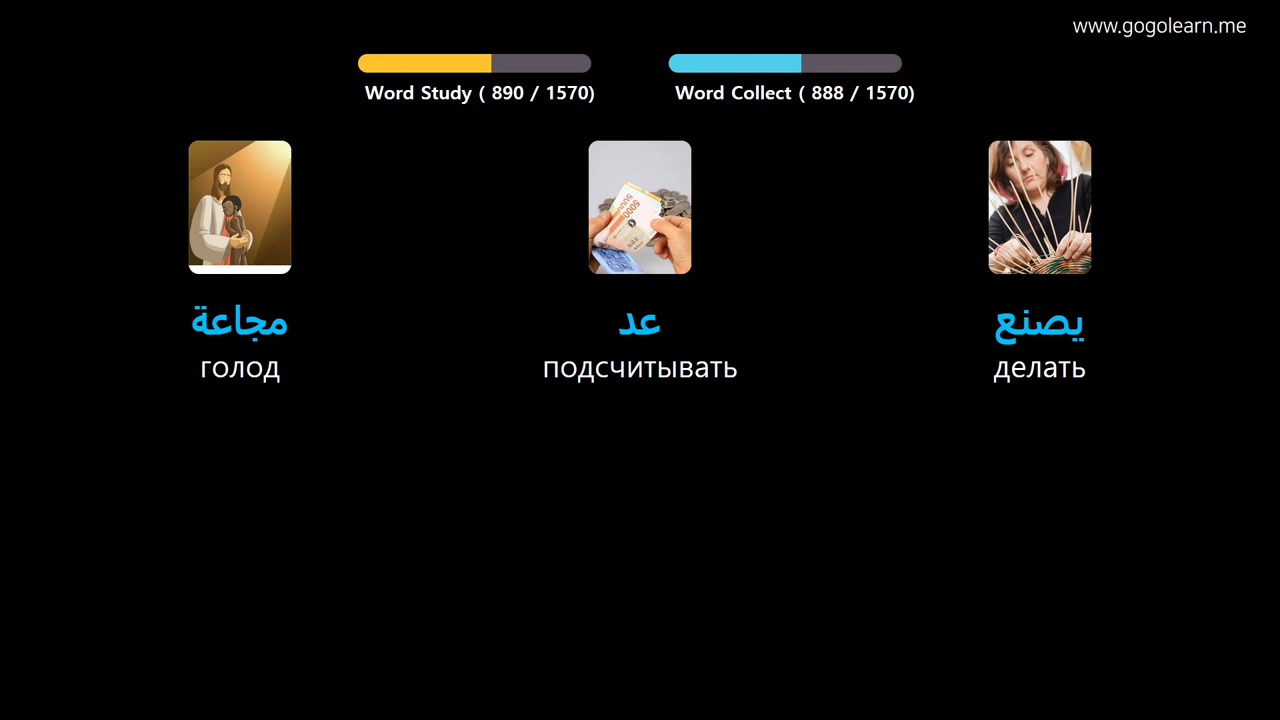 www.gogolearn.me
Word Study ( 890 / 1570)
Word Collect ( 888 / 1570)
مجاعة
голод
عد
подсчитывать
يصنع
делать